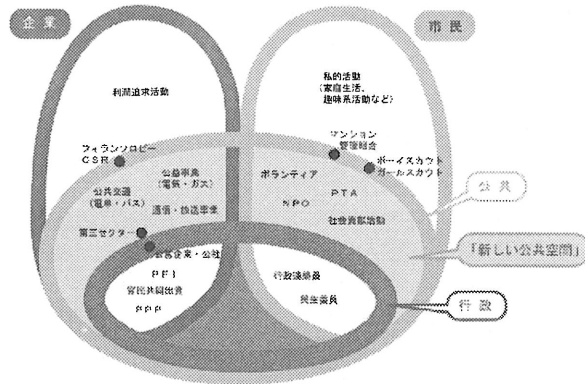 企業
市民
利潤追求活動
私的活動
(家庭生活、
趣味系活動など)
フィランソロピー
CSR
マンション
管理組合
ボーイスカウト
ガールスカウト
公益事業
(電気・ガス)
公共交通
(電車・バス)
ボランティア
PTA
NPO
公共
通信・放送事業
社会貢献活動
第三セクター
「新しい公共空間」
公営企業・公社
PFI
官民共同出資
PPP
行政連絡員
民生委員
行政